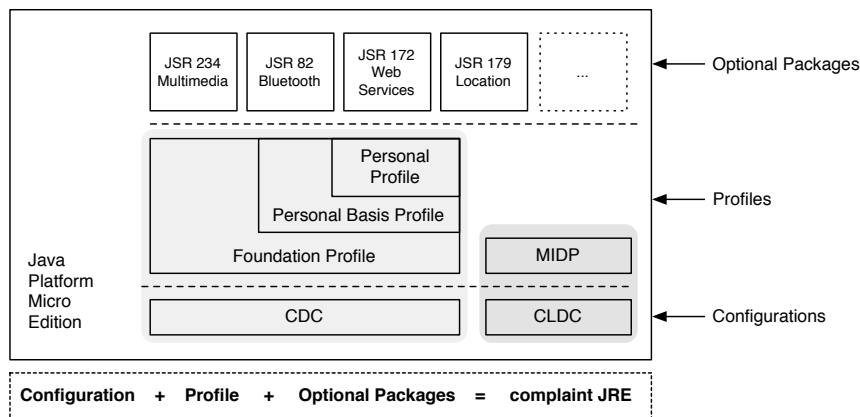 JSR 234
Multimedia
JSR 82
Bluetooth
JSR 172
Web
Services
JSR 179
Location
...
Optional Packages
Personal
Profile
Personal Basis Profile
Foundation Profile
MIDP
Profiles
Java
Platform
Micro
Edition
CDC
CLDC
Configurations
Configuration + Profile + Optional Packages = complaint JRE